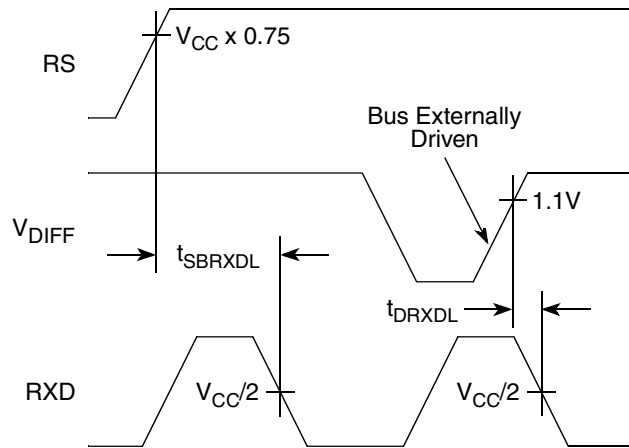 V_CC x 0.75
RS
Bus Externally
Driven
1.1V
V_DIFF
t_SBRXDL
t_DRXDL
RXD
V_CC/2
V_CC/2